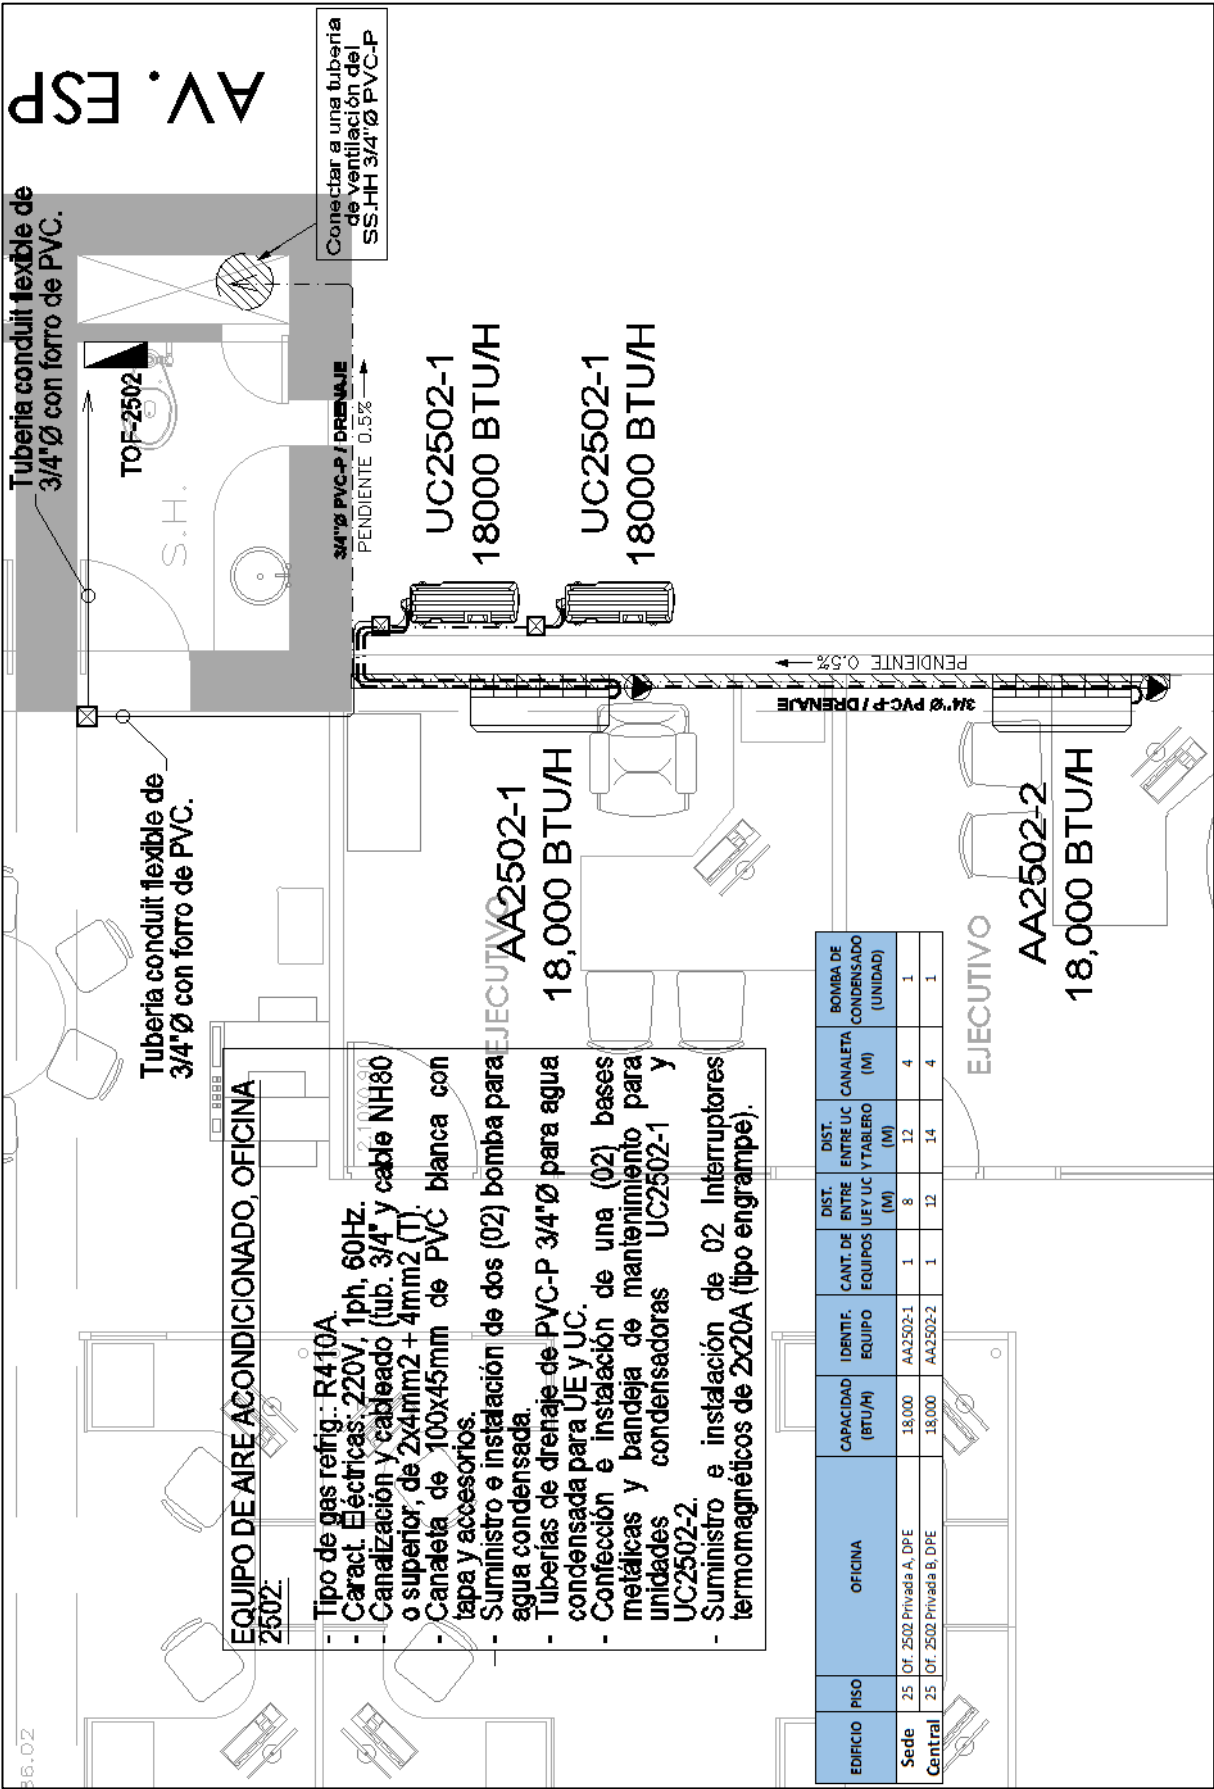 AV. ESP
Tuberia conduit flexible de
3/4"Ø con forro de PVC.
Conectar a una tuberia
de ventilación del
SS.HH 3/4"Ø PVC-P
TOF-2502
S.H.
3/4"Ø PVC-P / DRENAJE
PENDIENTE 0.5%
UC2502-1
18000 BTU/H
UC2502-1
18000 BTU/H
Tuberia conduit flexible de
3/4"Ø con forro de PVC.
PENDIENTE 0.5%
3/4"Ø PVC-P / DRENAJE
EJECUTIVO
AA2502-1
18,000 BTU/H
EJECUTIVO
AA2502-2
18,000 BTU/H
2.10X0.90
EQUIPO DE AIRE ACONDICIONADO, OFICINA
2502:
- Tipo de gas refrig.: R410A.
- Caract. Eléctricas: 220V, 1ph, 60Hz.
- Canalización y cableado (tub. 3/4" y cable NH80
o superior, de 2x4mm2 + 4mm2 (T).
- Canaleta de 100x45mm de PVC blanca con
tapa y accesorios.
- Suministro e instalación de dos (02) bomba para
agua condensada.
- Tuberías de drenaje de PVC-P 3/4"Ø para agua
condensada para UE y UC.
- Confección e instalación de una (02) bases
metálicas y bandeja de mantenimiento para
unidades condensadoras UC2502-1 y
UC2502-2.
- Suministro e instalación de 02 Interruptores
termomagnéticos de 2x20A (tipo engrampe).
EDIFICIO PISO OFICINA CAPACIDAD (BTU/H) IDENTIF. EQUIPO CANT. DE EQUIPOS DIST. ENTRE UE Y UC (M) DIST. ENTRE UC Y TABLERO (M) CANALETA (M) BOMBA DE CONDENSADO (UNIDAD)
Sede 25 Of. 2502 Privada A, DPE 18,000 AA2502-1 1 8 12 4 1
Central 25 Of. 2502 Privada B, DPE 18,000 AA2502-2 1 12 14 4 1